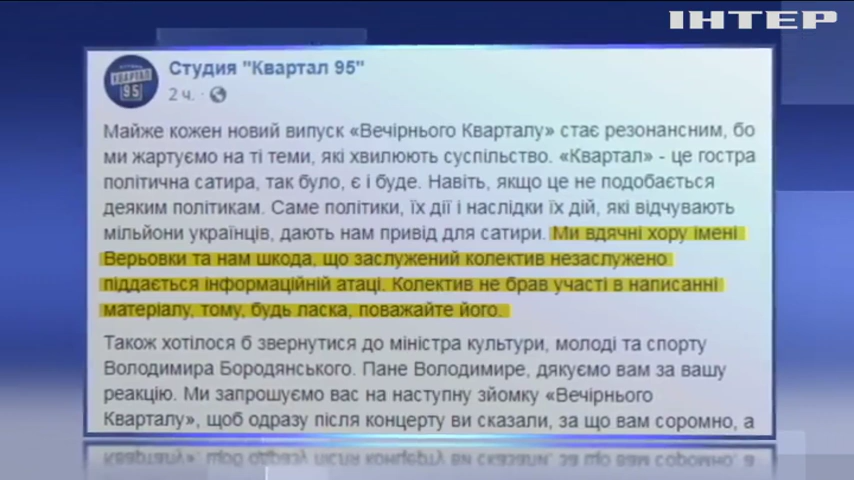 ІНТЕР
КВАРТАЛ
95
Студия "Квартал 95"
2 ч. ·
Майже кожен новий випуск «Вечірнього Кварталу» стає резонансним, бо
ми жартуємо на ті теми, які хвилюють суспільство. «Квартал» - це гостра
політична сатира, так було, є і буде. Навіть, якщо це не подобається
деяким політикам. Саме політики, їх дії і наслідки їх дій, які відчувають
мільйони українців, дають нам привід для сатири. Ми вдячні хору імені
Верьовки та нам шкода, що заслужений колектив незаслужено
піддається інформаційній атаці. Колектив не брав участі в написанні
матеріалу, тому, будь ласка, поважайте його.
Також хотілося б звернутися до міністра культури, молоді та спорту
Володимира Бородянського. Пане Володимире, дякуємо вам за вашу
реакцію. Ми запрошуємо вас на наступну зйомку «Вечірнього
Кварталу», щоб одразу після концерту ви сказали, за що вам соромно, а